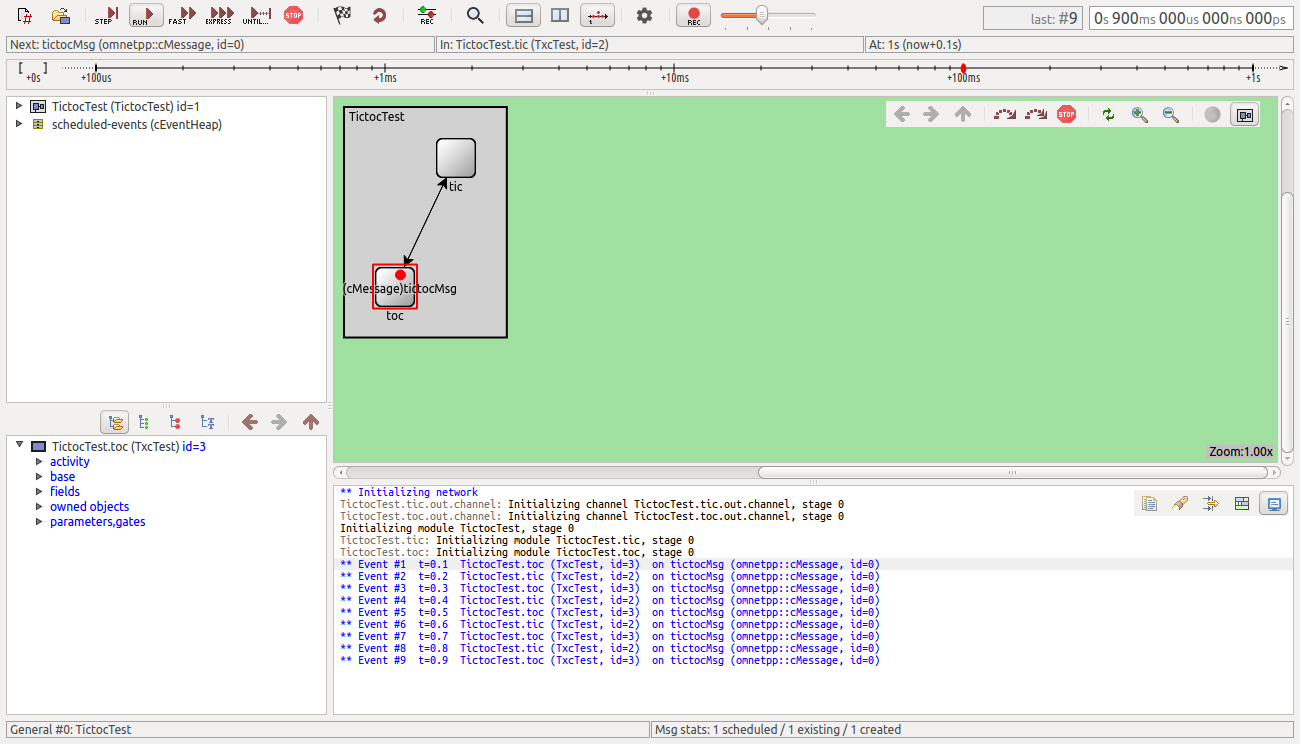 STEP RUN FAST EXPRESS UNTIL... STOP REC REC last: #9 0s 900ms 000us 000ns 000ps
Next: tictocMsg (omnetpp::cMessage, id=0) In: TictocTest.tic (TxcTest, id=2) At: 1s (now+0.1s)
+0s +100us +1ms +10ms +100ms +1s
TictocTest (TictocTest) id=1
scheduled-events (cEventHeap)
TictocTest
STOP
tic
(cMessage)tictocMsg
toc
Zoom:1.00x
TictocTest.toc (TxcTest) id=3
activity
base
fields
owned objects
parameters,gates
** Initializing network
TictocTest.tic.out.channel: Initializing channel TictocTest.tic.out.channel, stage 0
TictocTest.toc.out.channel: Initializing channel TictocTest.toc.out.channel, stage 0
Initializing module TictocTest, stage 0
TictocTest.tic: Initializing module TictocTest.tic, stage 0
TictocTest.toc: Initializing module TictocTest.toc, stage 0
** Event #1 t=0.1 TictocTest.toc (TxcTest, id=3) on tictocMsg (omnetpp::cMessage, id=0)
** Event #2 t=0.2 TictocTest.tic (TxcTest, id=2) on tictocMsg (omnetpp::cMessage, id=0)
** Event #3 t=0.3 TictocTest.toc (TxcTest, id=3) on tictocMsg (omnetpp::cMessage, id=0)
** Event #4 t=0.4 TictocTest.tic (TxcTest, id=2) on tictocMsg (omnetpp::cMessage, id=0)
** Event #5 t=0.5 TictocTest.toc (TxcTest, id=3) on tictocMsg (omnetpp::cMessage, id=0)
** Event #6 t=0.6 TictocTest.tic (TxcTest, id=2) on tictocMsg (omnetpp::cMessage, id=0)
** Event #7 t=0.7 TictocTest.toc (TxcTest, id=3) on tictocMsg (omnetpp::cMessage, id=0)
** Event #8 t=0.8 TictocTest.tic (TxcTest, id=2) on tictocMsg (omnetpp::cMessage, id=0)
** Event #9 t=0.9 TictocTest.toc (TxcTest, id=3) on tictocMsg (omnetpp::cMessage, id=0)
General #0: TictocTest Msg stats: 1 scheduled / 1 existing / 1 created